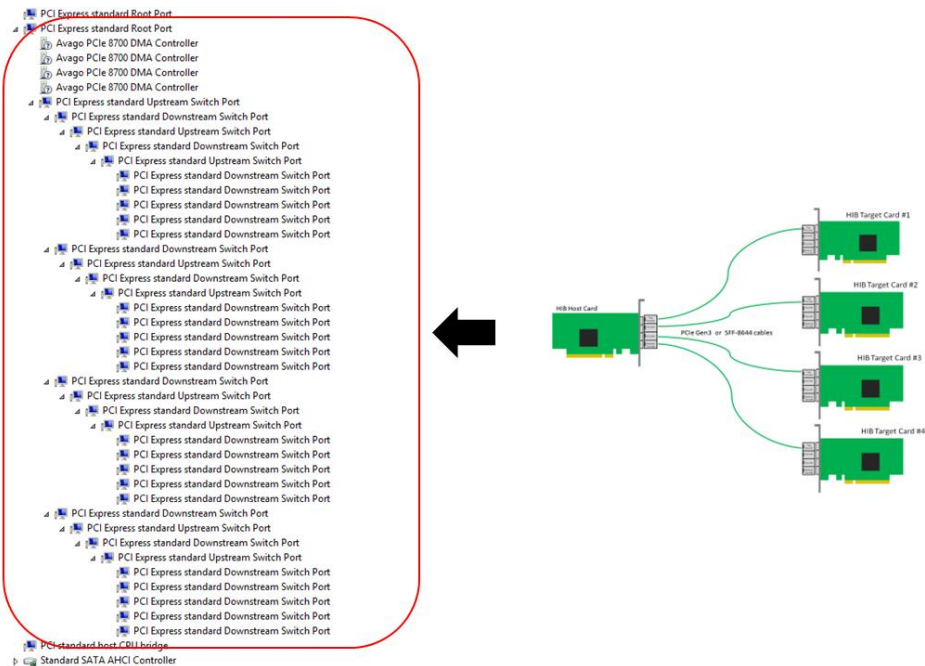 PCI Express standard Root Port
PCI Express standard Root Port
Avago PCIe 8700 DMA Controller
Avago PCIe 8700 DMA Controller
Avago PCIe 8700 DMA Controller
Avago PCIe 8700 DMA Controller
PCI Express standard Upstream Switch Port
PCI Express standard Downstream Switch Port
PCI Express standard Upstream Switch Port
PCI Express standard Downstream Switch Port
PCI Express standard Upstream Switch Port
PCI Express standard Downstream Switch Port
PCI Express standard Downstream Switch Port
PCI Express standard Downstream Switch Port
PCI Express standard Downstream Switch Port
PCI Express standard Downstream Switch Port
PCI Express standard Downstream Switch Port
PCI Express standard Upstream Switch Port
PCI Express standard Downstream Switch Port
PCI Express standard Upstream Switch Port
PCI Express standard Downstream Switch Port
PCI Express standard Downstream Switch Port
PCI Express standard Downstream Switch Port
PCI Express standard Downstream Switch Port
PCI Express standard Downstream Switch Port
PCI Express standard Downstream Switch Port
PCI Express standard Upstream Switch Port
PCI Express standard Downstream Switch Port
PCI Express standard Upstream Switch Port
PCI Express standard Downstream Switch Port
PCI Express standard Downstream Switch Port
PCI Express standard Downstream Switch Port
PCI Express standard Downstream Switch Port
PCI Express standard Downstream Switch Port
PCI Express standard Downstream Switch Port
PCI Express standard Upstream Switch Port
PCI Express standard Downstream Switch Port
PCI Express standard Upstream Switch Port
PCI Express standard Downstream Switch Port
PCI Express standard Downstream Switch Port
PCI Express standard Downstream Switch Port
PCI Express standard Downstream Switch Port
PCI Express standard Downstream Switch Port
PCI standard host CPU bridge
Standard SATA AHCI Controller
HIB Host Card
PCIe Gen3 or SFF-8644 cables
HIB Target Card #1
HIB Target Card #2
HIB Target Card #3
HIB Target Card #4